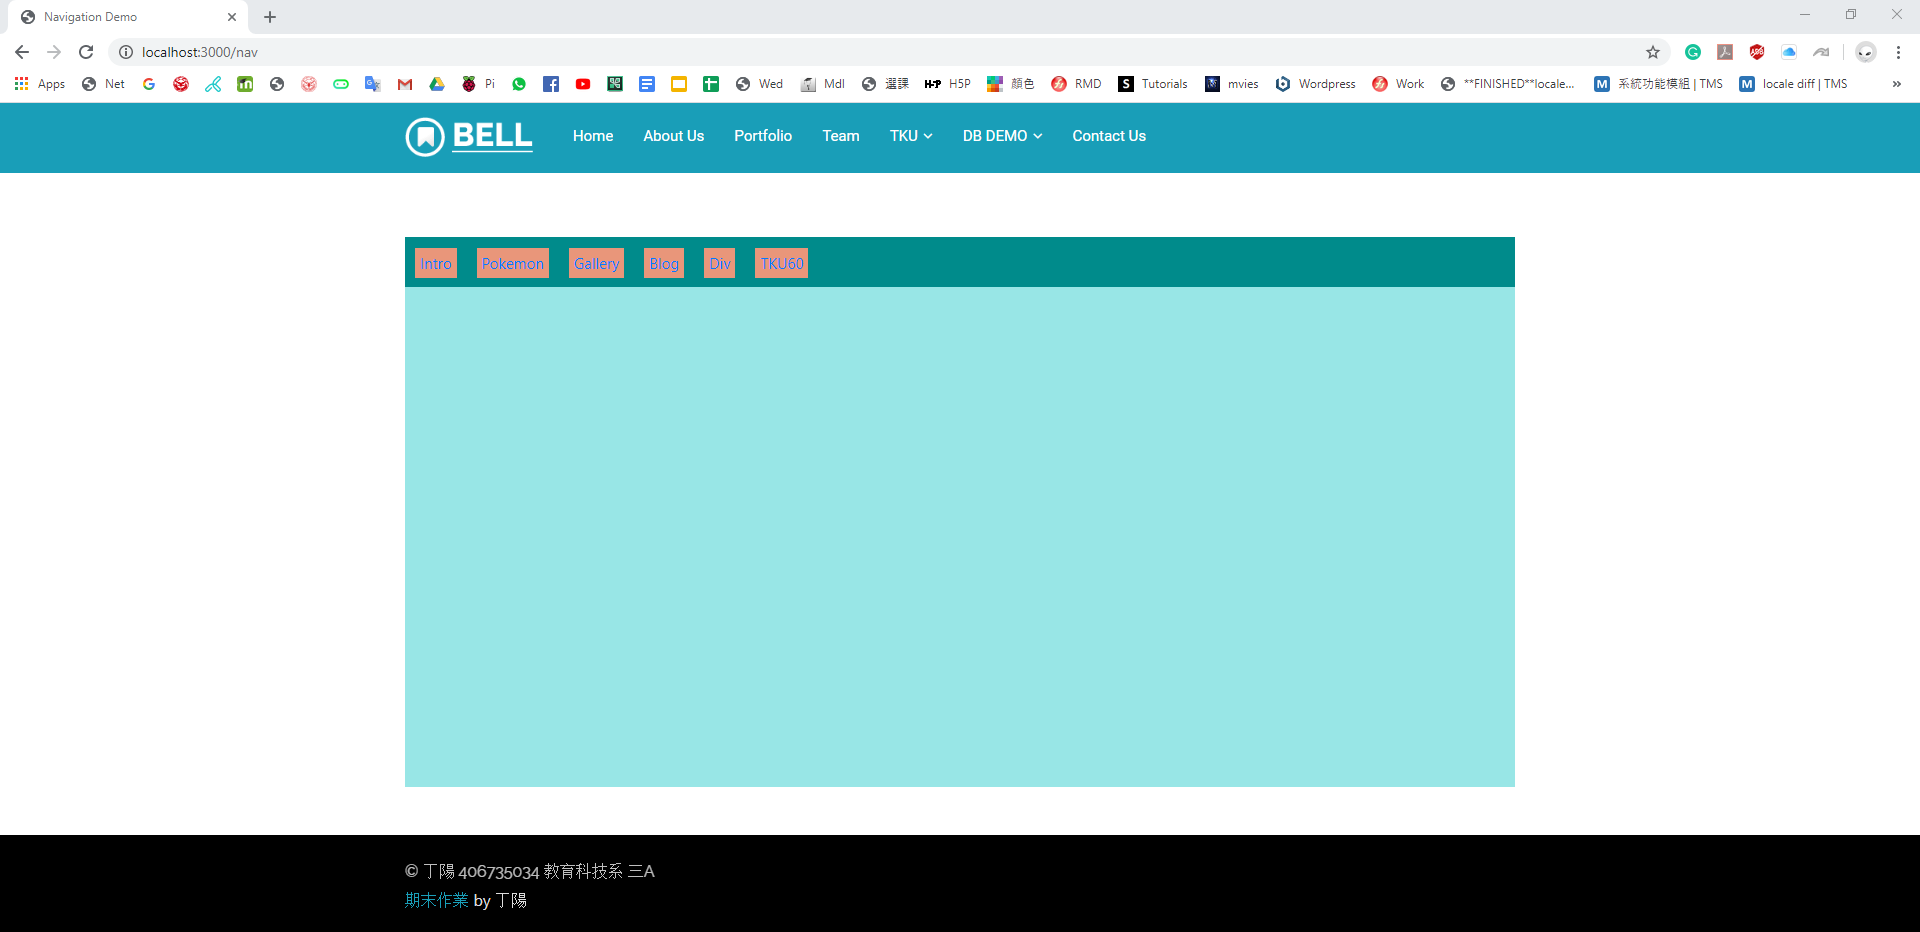 Navigation Demo
localhost:3000/nav
Apps Net Pi Wed Mdl 選課 H5P H5P 顏色 RMD S Tutorials mvies Wordpress Work **FINISHED**locale... M 系統功能模組 | TMS M locale diff | TMS »
BELL Home About Us Portfolio Team TKU DB DEMO Contact Us
Intro Pokemon Gallery Blog Div TKU60
© 丁陽 406735034 教育科技系 三A
期末作業 by 丁陽